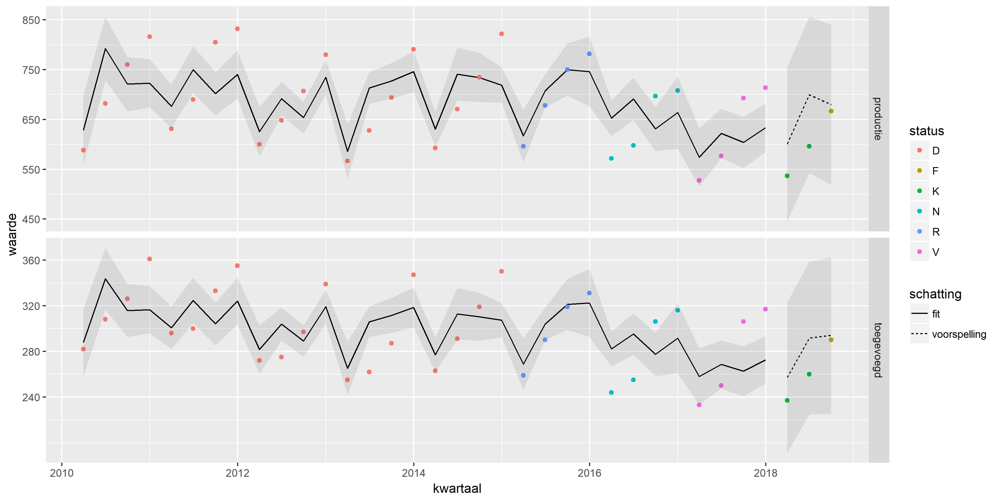 850
750
650
550
450
productie
360
320
280
240
toegevoegd
2010 2012 2014 2016 2018
kwartaal
waarde
status
D
F
K
N
R
V
schatting
fit
voorspelling